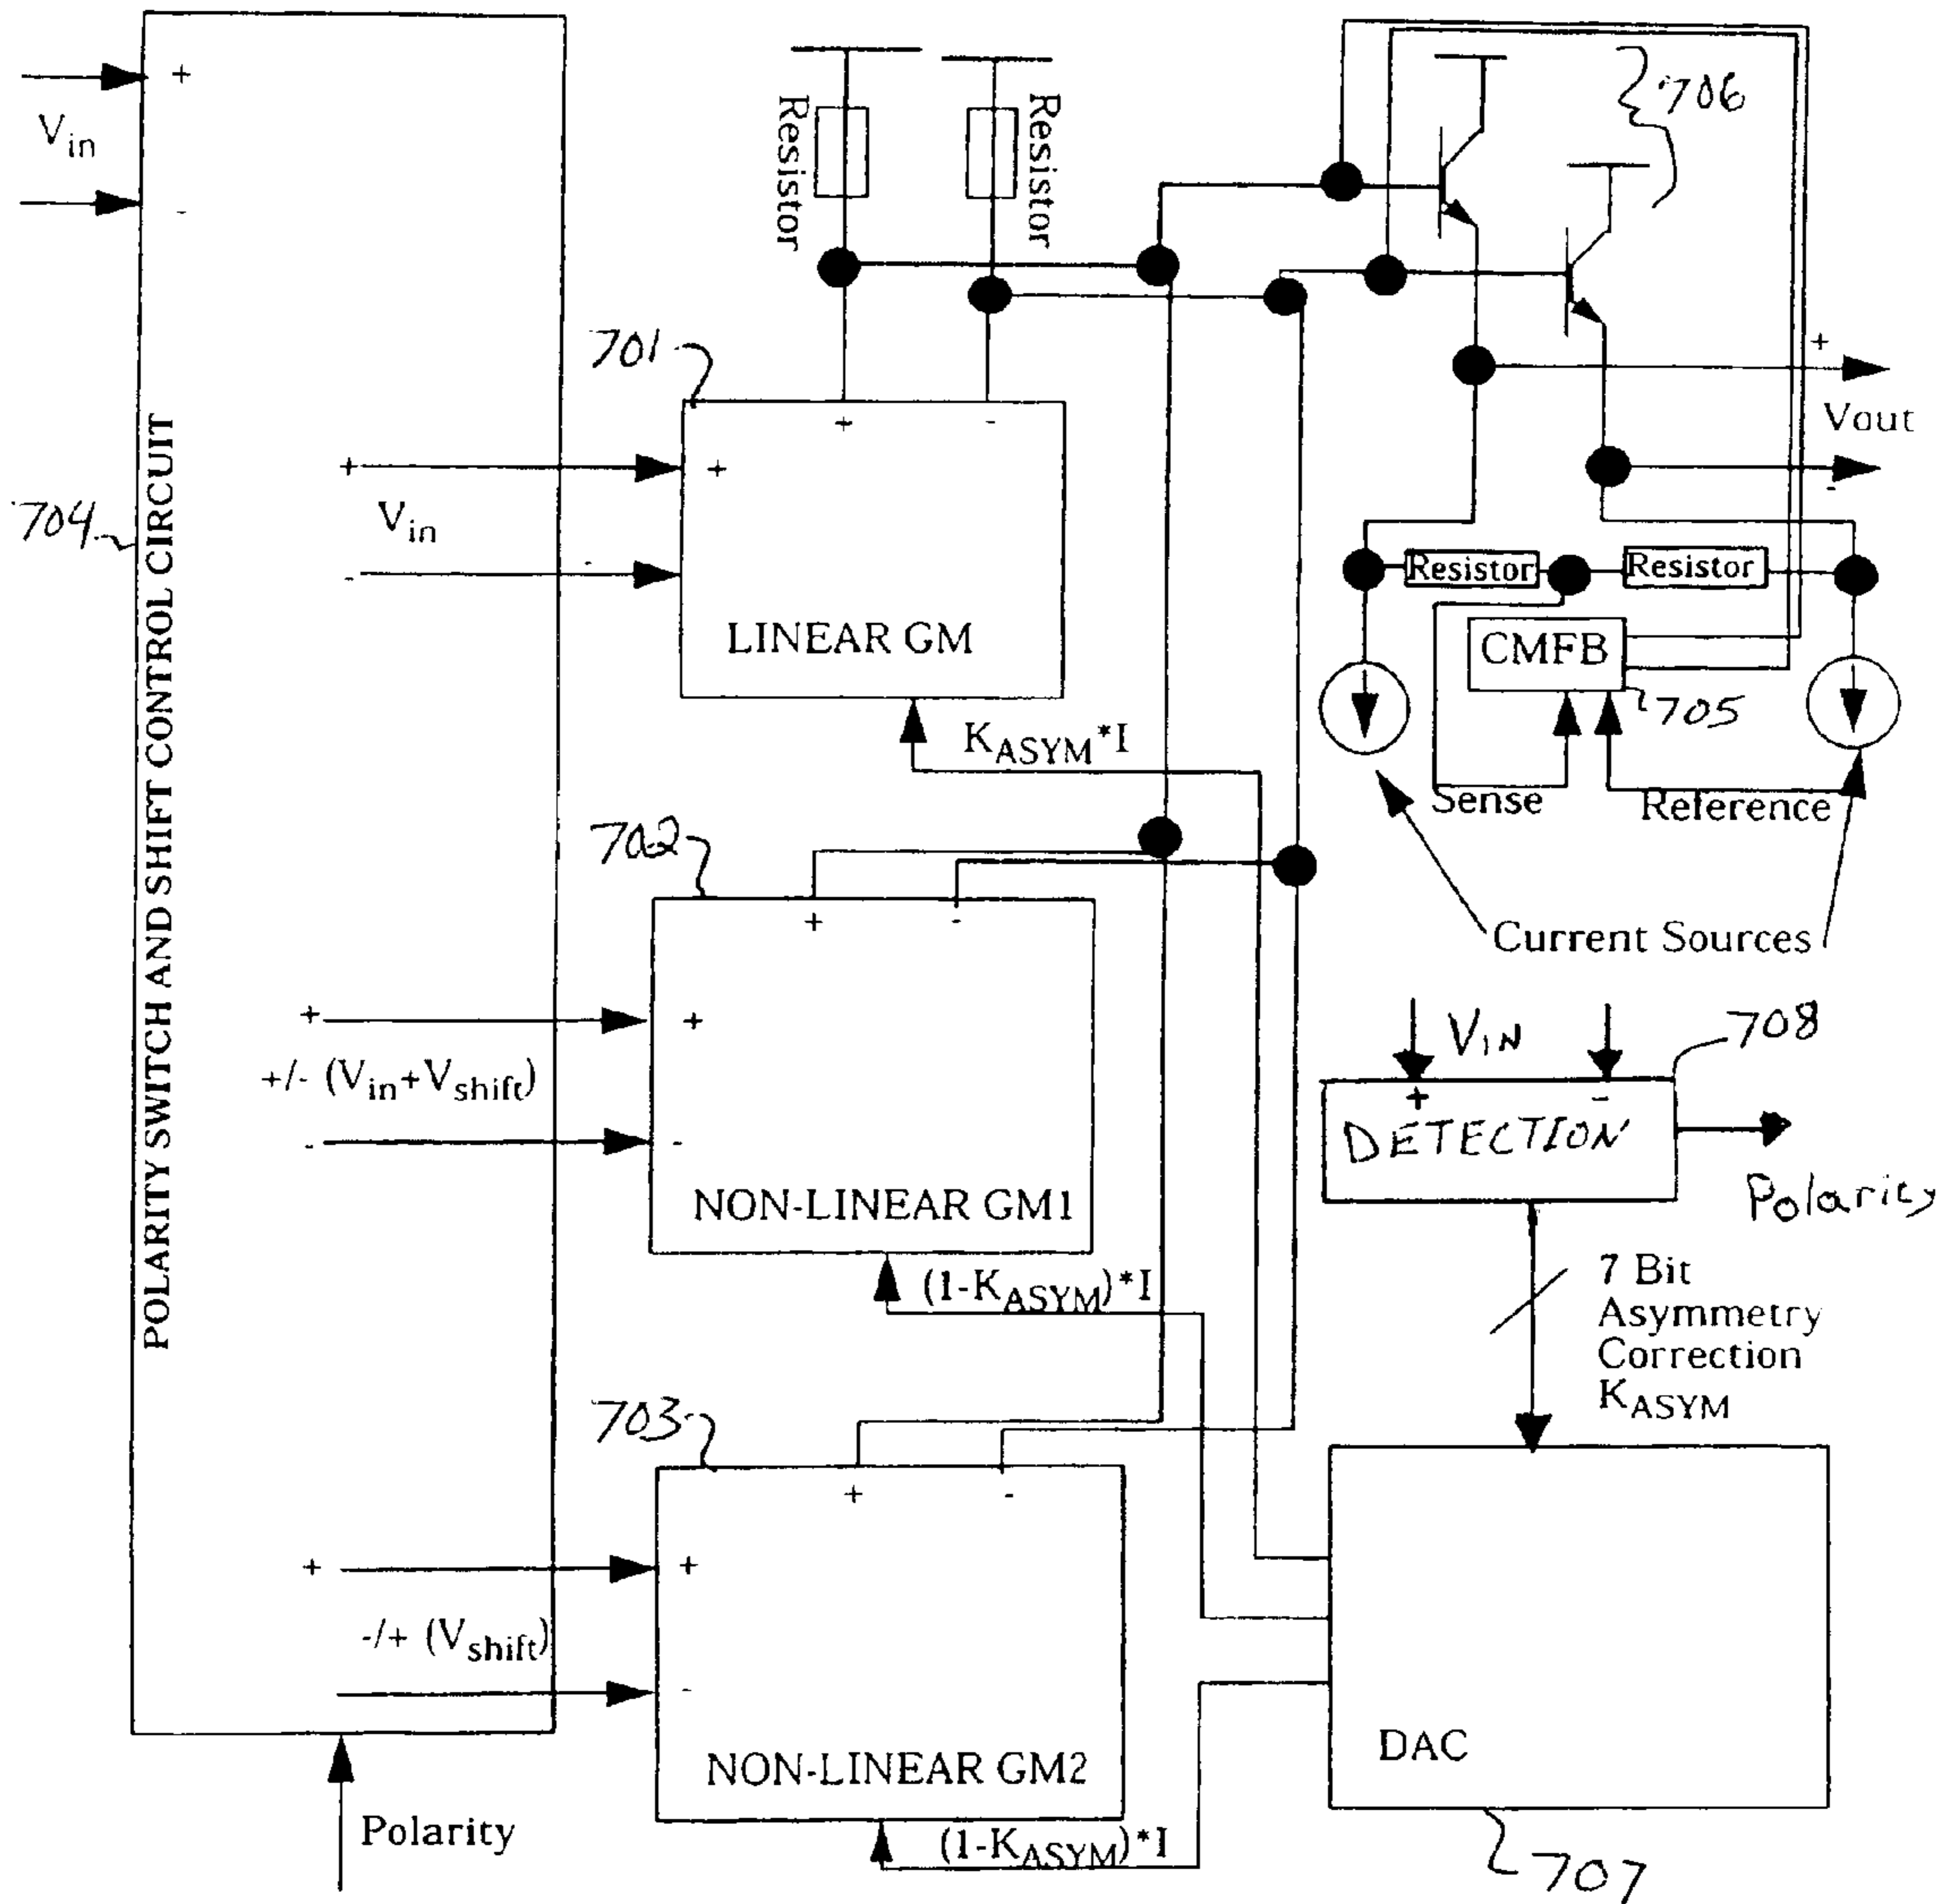 POLARITY SWITCH AND SHIFT CONTROL CIRCUIT
+
Vin
-
704
Resistor
Resistor
706
701
+
-
+
Vin
-
+
LINEAR GM
KASYM*I
+
Vout
-
Resistor
Resistor
CMFB
705
Sense
Reference
Current Sources
702
+
-
+
+/- (Vin+Vshift)
-
+
-
NON-LINEAR GM1
(1-KASYM)*I
VIN
708
+
-
DETECTION
Polarity
7 Bit
Asymmetry
Correction
KASYM
703
+
-
+
-/+ (Vshift)
-
+
-
NON-LINEAR GM2
(1-KASYM)*I
DAC
707
Polarity